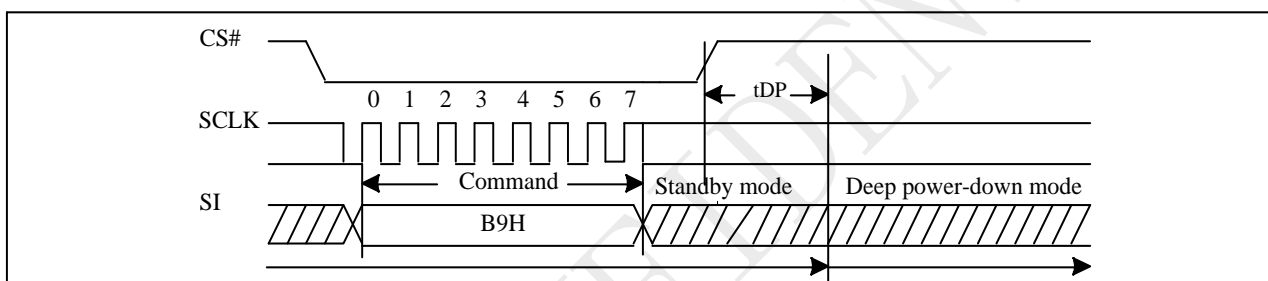 CS#
tDP
0 1 2 3 4 5 6 7
SCLK
Command
Standby mode
Deep power-down mode
SI
B9H